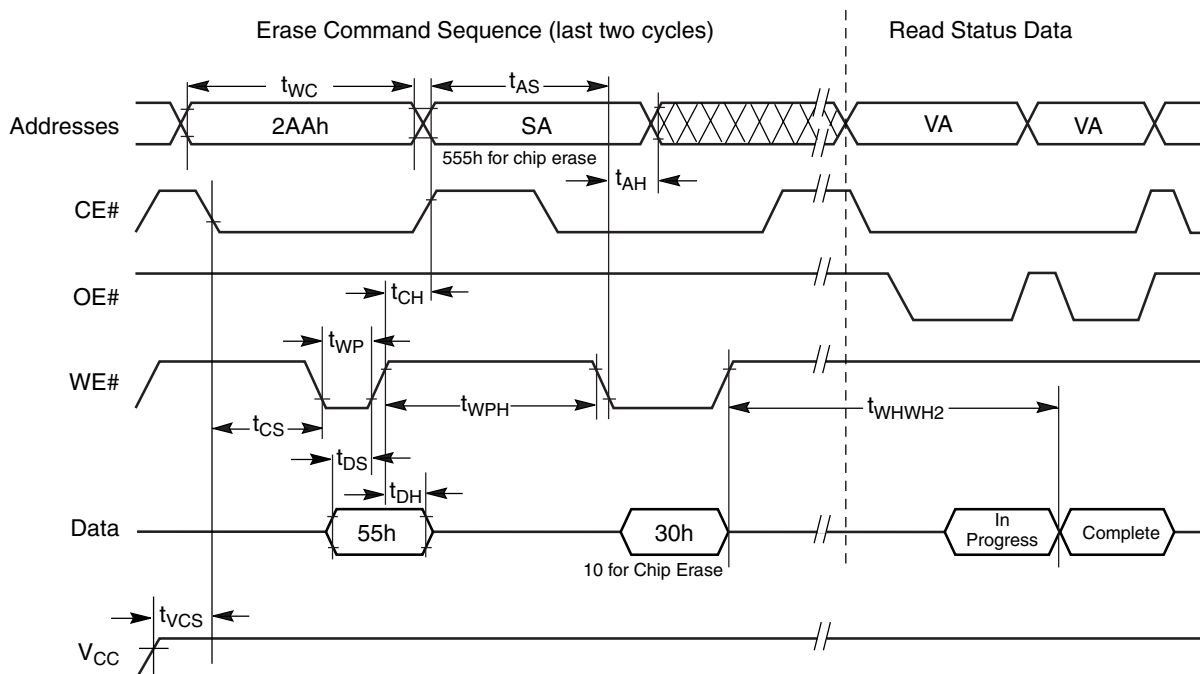 Erase Command Sequence (last two cycles) Read Status Data
tWC tAS
Addresses 2AAh SA VA VA
555h for chip erase
tAH
CE#
OE# tCH
tWP
WE#
tWPH tWHWH2
tCS
tDS
tDH
Data 55h 30h In Progress Complete
10 for Chip Erase
tVCS
VCC